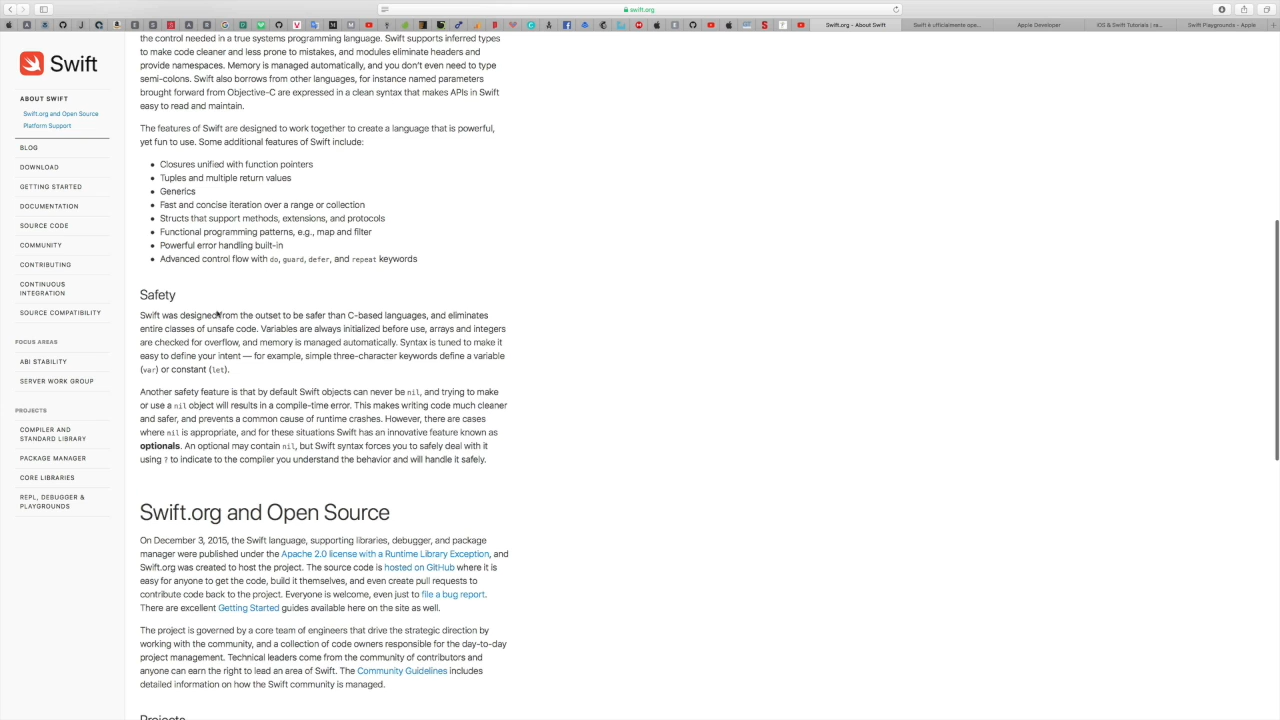 swift.org
Swift.org – About Swift
Swift è ufficialmente ope...
Apple Developer
iOS & Swift Tutorials | ra...
Swift Playgrounds - Apple
Swift
ABOUT SWIFT
Swift.org and Open Source
Platform Support
BLOG
DOWNLOAD
GETTING STARTED
DOCUMENTATION
SOURCE CODE
COMMUNITY
CONTRIBUTING
CONTINUOUS
INTEGRATION
SOURCE COMPATIBILITY
FOCUS AREAS
ABI STABILITY
SERVER WORK GROUP
PROJECTS
COMPILER AND
STANDARD LIBRARY
PACKAGE MANAGER
CORE LIBRARIES
REPL, DEBUGGER &
PLAYGROUNDS
the control needed in a true systems programming language. Swift supports inferred types
to make code cleaner and less prone to mistakes, and modules eliminate headers and
provide namespaces. Memory is managed automatically, and you don't even need to type
semi-colons. Swift also borrows from other languages, for instance named parameters
brought forward from Objective-C are expressed in a clean syntax that makes APIs in Swift
easy to read and maintain.
The features of Swift are designed to work together to create a language that is powerful,
yet fun to use. Some additional features of Swift include:
• Closures unified with function pointers
• Tuples and multiple return values
• Generics
• Fast and concise iteration over a range or collection
• Structs that support methods, extensions, and protocols
• Functional programming patterns, e.g., map and filter
• Powerful error handling built-in
• Advanced control flow with do, guard, defer, and repeat keywords
Safety
Swift was designed from the outset to be safer than C-based languages, and eliminates
entire classes of unsafe code. Variables are always initialized before use, arrays and integers
are checked for overflow, and memory is managed automatically. Syntax is tuned to make it
easy to define your intent — for example, simple three-character keywords define a variable
(var) or constant (let).
Another safety feature is that by default Swift objects can never be nil, and trying to make
or use a nil object will results in a compile-time error. This makes writing code much cleaner
and safer, and prevents a common cause of runtime crashes. However, there are cases
where nil is appropriate, and for these situations Swift has an innovative feature known as
optionals. An optional may contain nil, but Swift syntax forces you to safely deal with it
using ? to indicate to the compiler you understand the behavior and will handle it safely.
Swift.org and Open Source
On December 3, 2015, the Swift language, supporting libraries, debugger, and package
manager were published under the Apache 2.0 license with a Runtime Library Exception, and
Swift.org was created to host the project. The source code is hosted on GitHub where it is
easy for anyone to get the code, build it themselves, and even create pull requests to
contribute code back to the project. Everyone is welcome, even just to file a bug report.
There are excellent Getting Started guides available here on the site as well.
The project is governed by a core team of engineers that drive the strategic direction by
working with the community, and a collection of code owners responsible for the day-to-day
project management. Technical leaders come from the community of contributors and
anyone can earn the right to lead an area of Swift. The Community Guidelines includes
detailed information on how the Swift community is managed.
Projects